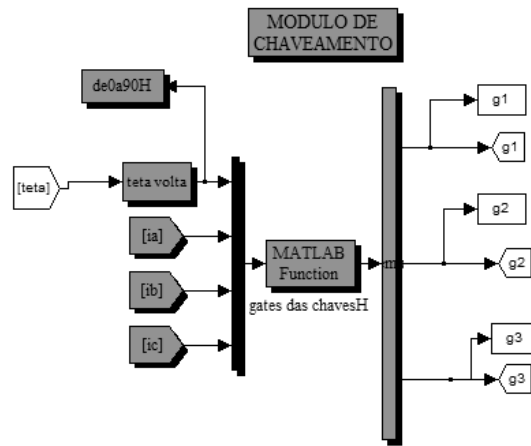 MODULO DE
CHAVEAMENTO
de0a90H
g1
g1
[teta]
teta volta
[ia]
g2
MATLAB
Function
m
g2
[ib]
gates das chavesH
[ic]
g3
g3